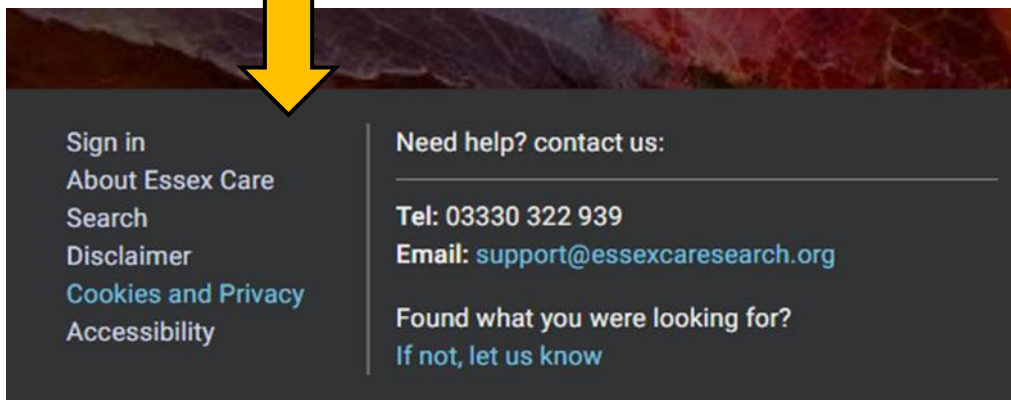 Sign in
About Essex Care
Search
Disclaimer
Cookies and Privacy
Accessibility
Need help? contact us:
Tel: 03330 322 939
Email: support@essexcaresearch.org
Found what you were looking for?
If not, let us know